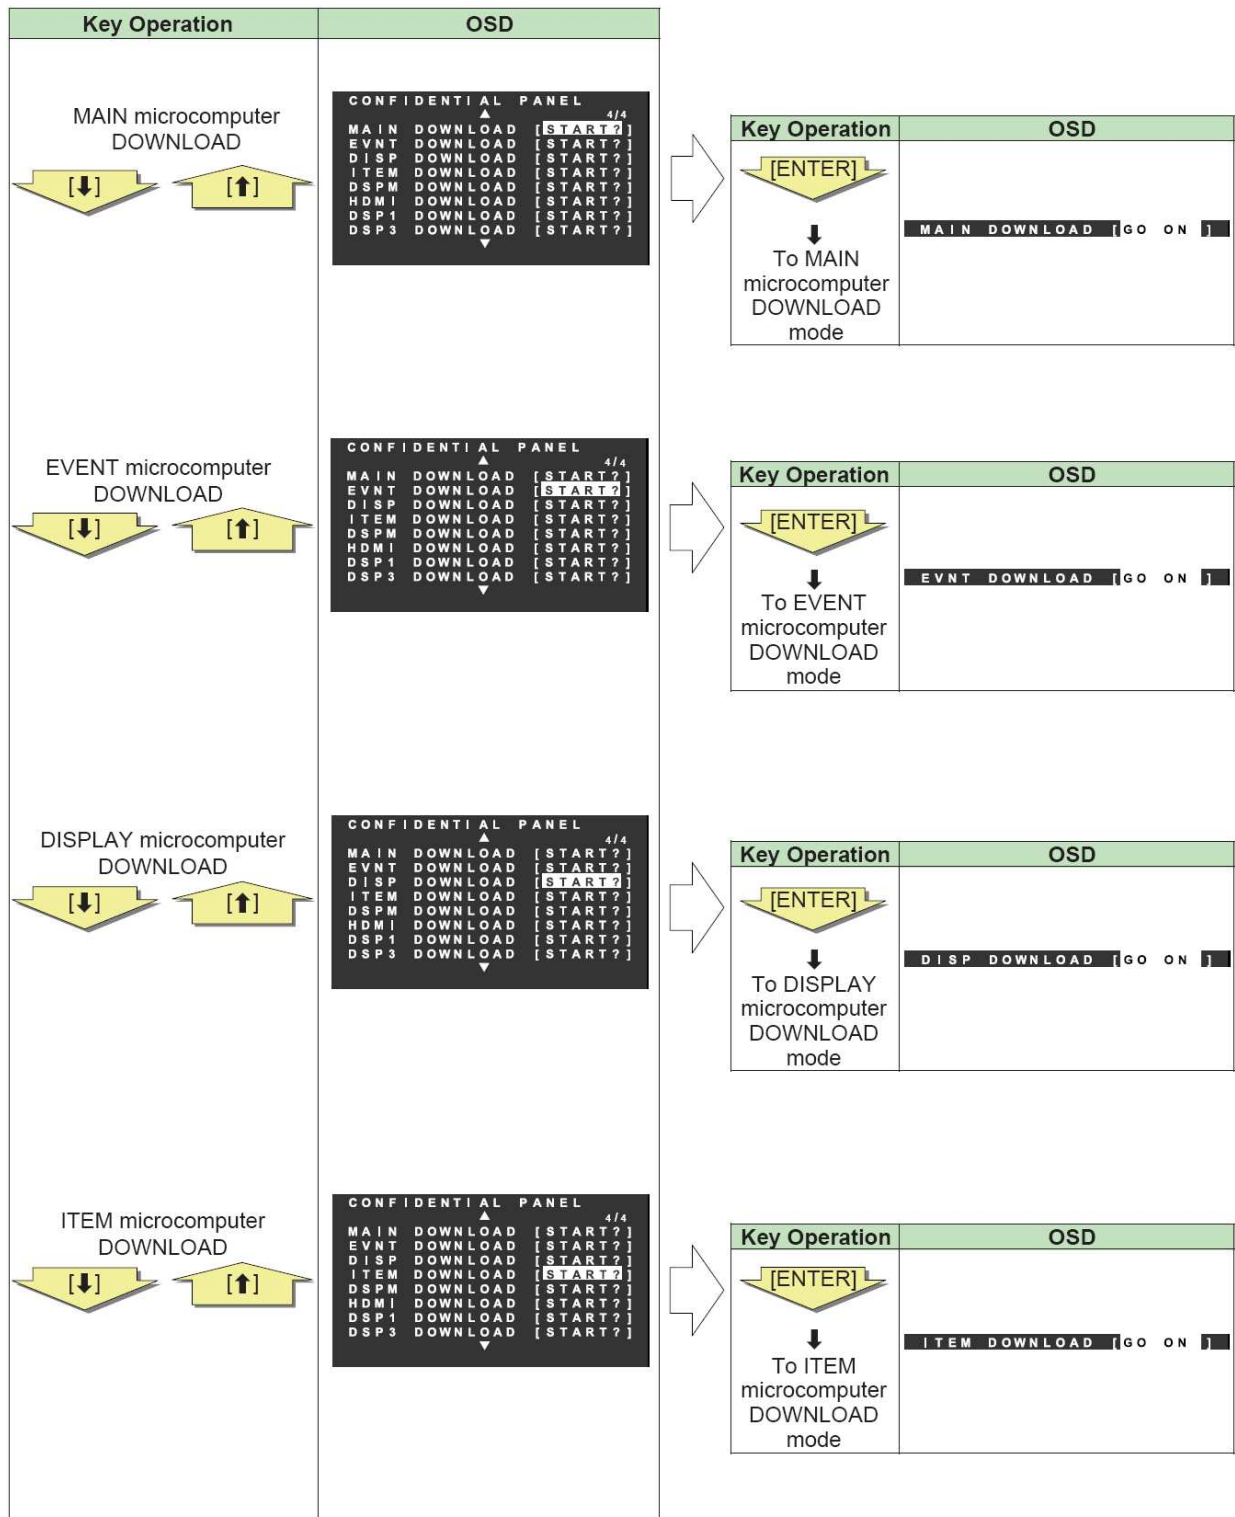 Key Operation OSD
MAIN microcomputer
DOWNLOAD
[⬇] [⬆]
CONFIDENTIAL PANEL
▲ 4/4
MAIN DOWNLOAD [START?]
EVNT DOWNLOAD [START?]
DISP DOWNLOAD [START?]
ITEM DOWNLOAD [START?]
DSPM DOWNLOAD [START?]
HDMI DOWNLOAD [START?]
DSP1 DOWNLOAD [START?]
DSP3 DOWNLOAD [START?]
▼
Key Operation OSD
[ENTER]
⬇
To MAIN
microcomputer
DOWNLOAD
mode
MAIN DOWNLOAD [GO ON ]
EVENT microcomputer
DOWNLOAD
[⬇] [⬆]
CONFIDENTIAL PANEL
▲ 4/4
MAIN DOWNLOAD [START?]
EVNT DOWNLOAD [START?]
DISP DOWNLOAD [START?]
ITEM DOWNLOAD [START?]
DSPM DOWNLOAD [START?]
HDMI DOWNLOAD [START?]
DSP1 DOWNLOAD [START?]
DSP3 DOWNLOAD [START?]
▼
Key Operation OSD
[ENTER]
⬇
To EVENT
microcomputer
DOWNLOAD
mode
EVNT DOWNLOAD [GO ON ]
DISPLAY microcomputer
DOWNLOAD
[⬇] [⬆]
CONFIDENTIAL PANEL
▲ 4/4
MAIN DOWNLOAD [START?]
EVNT DOWNLOAD [START?]
DISP DOWNLOAD [START?]
ITEM DOWNLOAD [START?]
DSPM DOWNLOAD [START?]
HDMI DOWNLOAD [START?]
DSP1 DOWNLOAD [START?]
DSP3 DOWNLOAD [START?]
▼
Key Operation OSD
[ENTER]
⬇
To DISPLAY
microcomputer
DOWNLOAD
mode
DISP DOWNLOAD [GO ON ]
ITEM microcomputer
DOWNLOAD
[⬇] [⬆]
CONFIDENTIAL PANEL
▲ 4/4
MAIN DOWNLOAD [START?]
EVNT DOWNLOAD [START?]
DISP DOWNLOAD [START?]
ITEM DOWNLOAD [START?]
DSPM DOWNLOAD [START?]
HDMI DOWNLOAD [START?]
DSP1 DOWNLOAD [START?]
DSP3 DOWNLOAD [START?]
▼
Key Operation OSD
[ENTER]
⬇
To ITEM
microcomputer
DOWNLOAD
mode
ITEM DOWNLOAD [GO ON ]